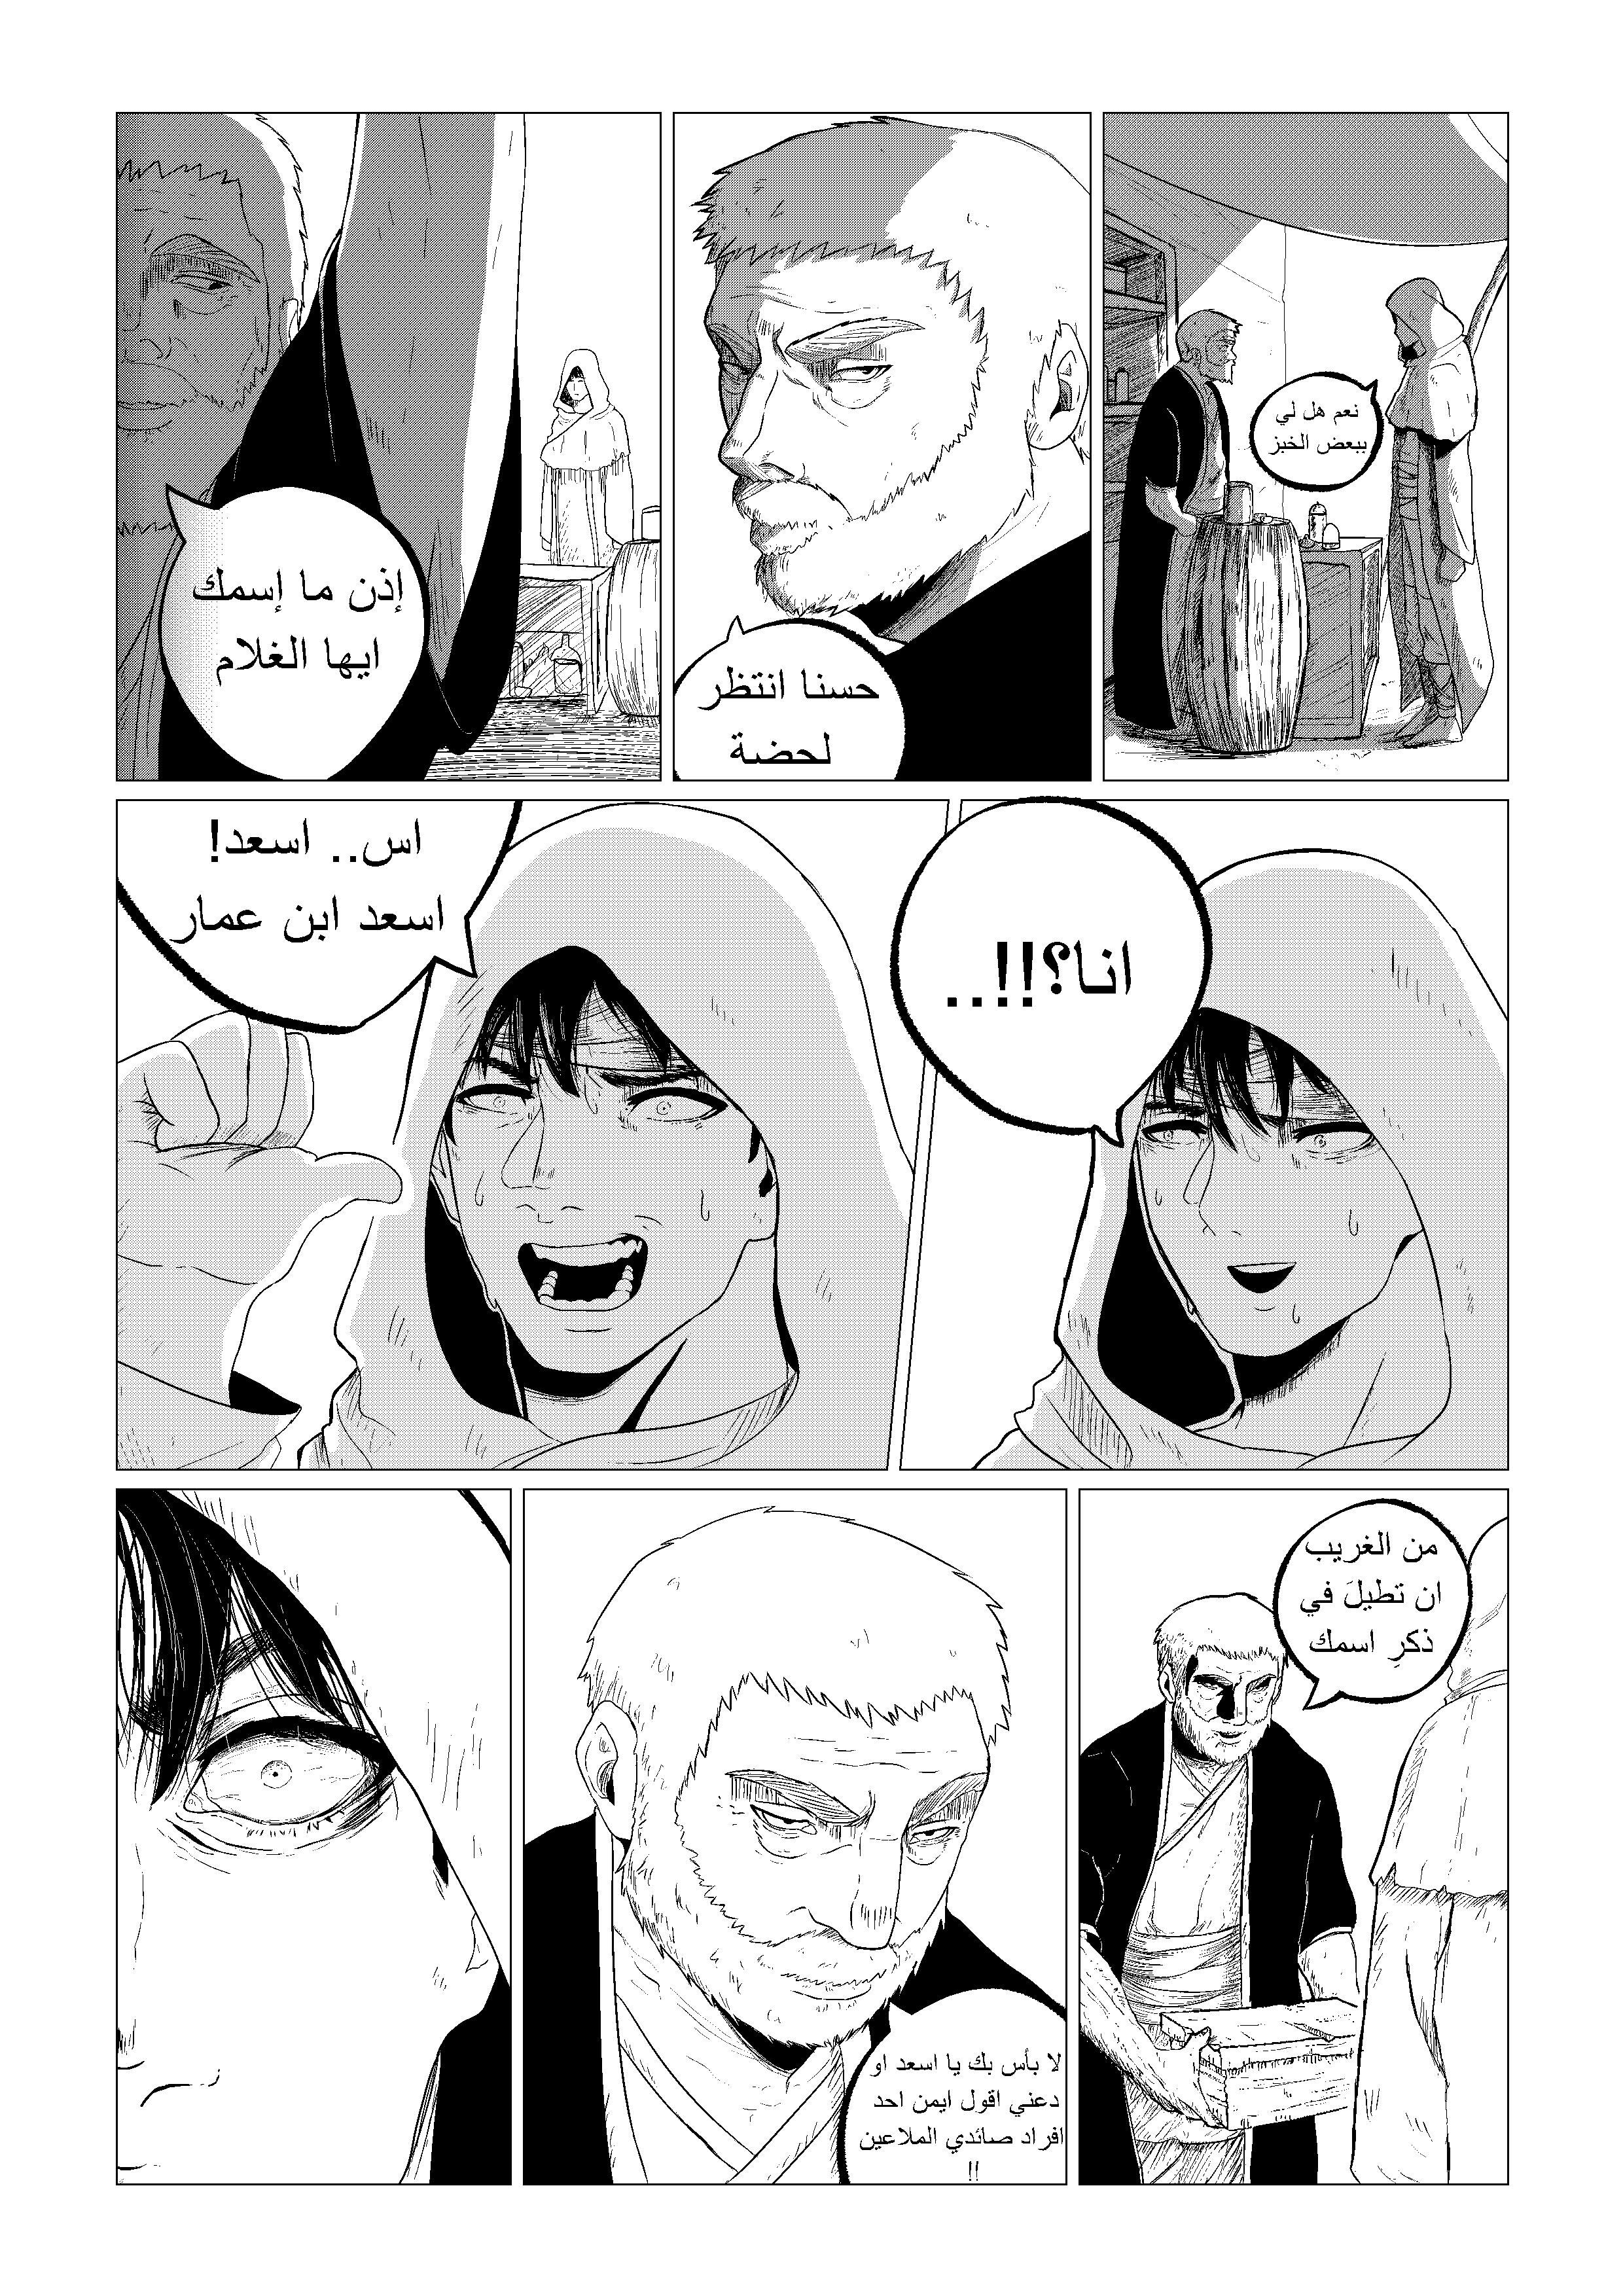 نعم هل لي
ببعض الخبز
حسنا انتظر
لحضة
إذن ما إسمك
ايها الغلام
انا؟!!..
اس.. اسعد!
اسعد ابن عمار
من الغريب
ان تطيلَ في
ذكرِ اسمك
لا بأس بك يا اسعد او
دعني اقول ايمن احد
افراد صائدي الملاعين
!!